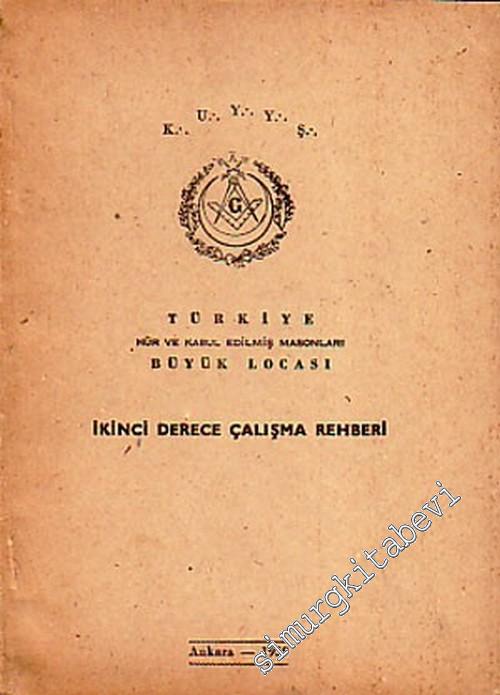 K∴ U∴ Y∴ Y∴ Ş∴
G
TÜRKİYE
HÜR VE KABUL EDİLMİŞ MASONLARI
BÜYÜK LOCASI
İKİNCİ DERECE ÇALIŞMA REHBERİ
Ankara —
simurgkitabevi